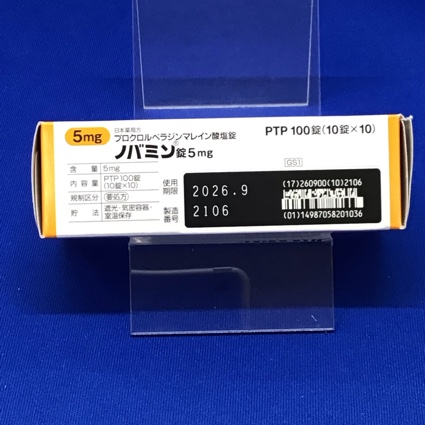 5mg
日本薬局方
プロクロルペラジンマレイン酸塩錠
ノバミン®錠5mg
PTP 100錠(10錠×10)
GS1
含量 5mg
内容量 PTP100錠
(10錠×10)
規制区分 (要処方)
貯法 遮光・気密容器・
室温保存
使用
期限 2026.9
製造
番号 2106
(17)260900(10)2106
(01)14987058201036